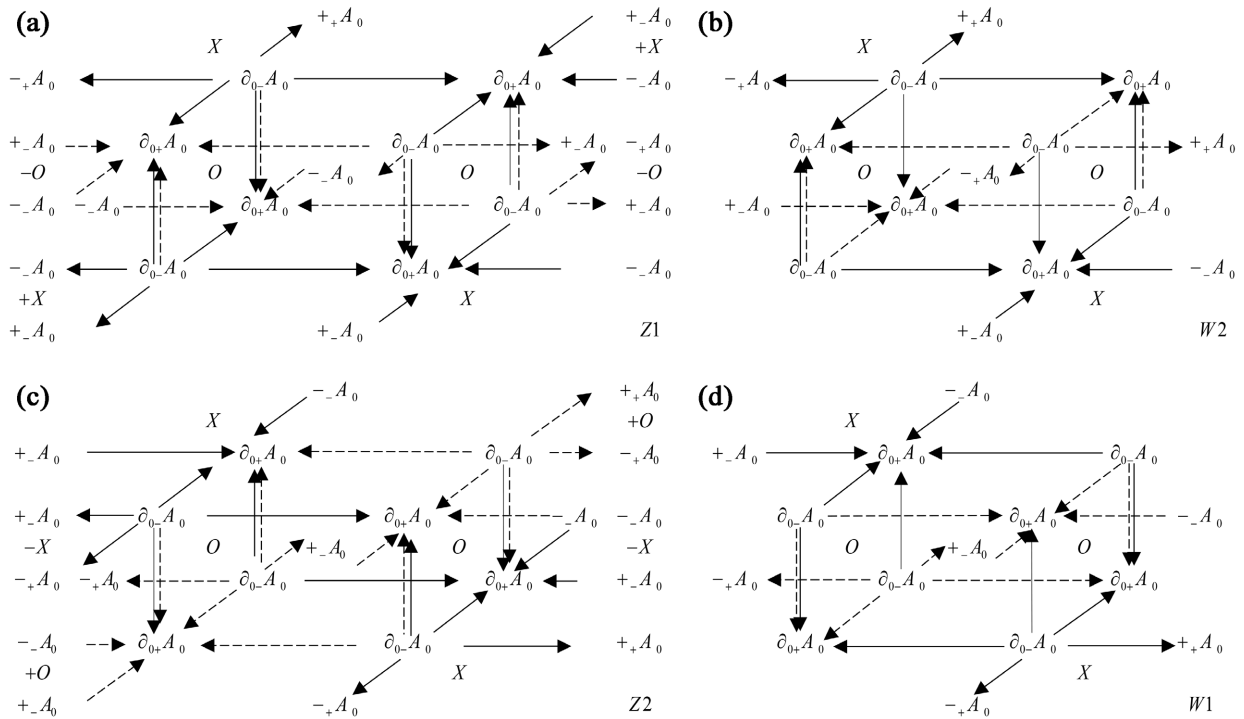 (a) +₊A₀ +₋A₀
X +X
−₊A₀ ∂₀₋A₀ ∂₀₊A₀ −₋A₀
+₋A₀ ∂₀₊A₀ ∂₀₋A₀ +₋A₀ −₊A₀
−O O −₋A₀ O −O
−₋A₀ −₋A₀ ∂₀₊A₀ ∂₀₋A₀ +₋A₀
−₋A₀ ∂₀₋A₀ ∂₀₊A₀ −₋A₀
+X X
+₋A₀ +₋A₀ Z1
(b) +₊A₀
X
−₊A₀ ∂₀₋A₀ ∂₀₊A₀
∂₀₊A₀ ∂₀₋A₀ +₊A₀
O −₊A₀ O
+₋A₀ ∂₀₊A₀ ∂₀₋A₀
∂₀₋A₀ ∂₀₊A₀ −₋A₀
X
+₋A₀ W2
(c) −₋A₀ +₊A₀
X +O
+₋A₀ ∂₀₊A₀ ∂₀₋A₀ −₊A₀
+₋A₀ ∂₀₋A₀ ∂₀₊A₀ ₋A₀ −₋A₀
−X O +₋A₀ O −X
−₊A₀ −₊A₀ ∂₀₋A₀ ∂₀₊A₀ +₋A₀
−₋A₀ ∂₀₊A₀ ∂₀₋A₀ +₊A₀
+O X
+₋A₀ −₊A₀ Z2
(d) −₋A₀
X
+₋A₀ ∂₀₊A₀ ∂₀₋A₀
∂₀₋A₀ ∂₀₊A₀ −₋A₀
O +₋A₀ O
−₊A₀ ∂₀₋A₀ ∂₀₊A₀
∂₀₊A₀ ∂₀₋A₀ +₊A₀
X
−₊A₀ W1